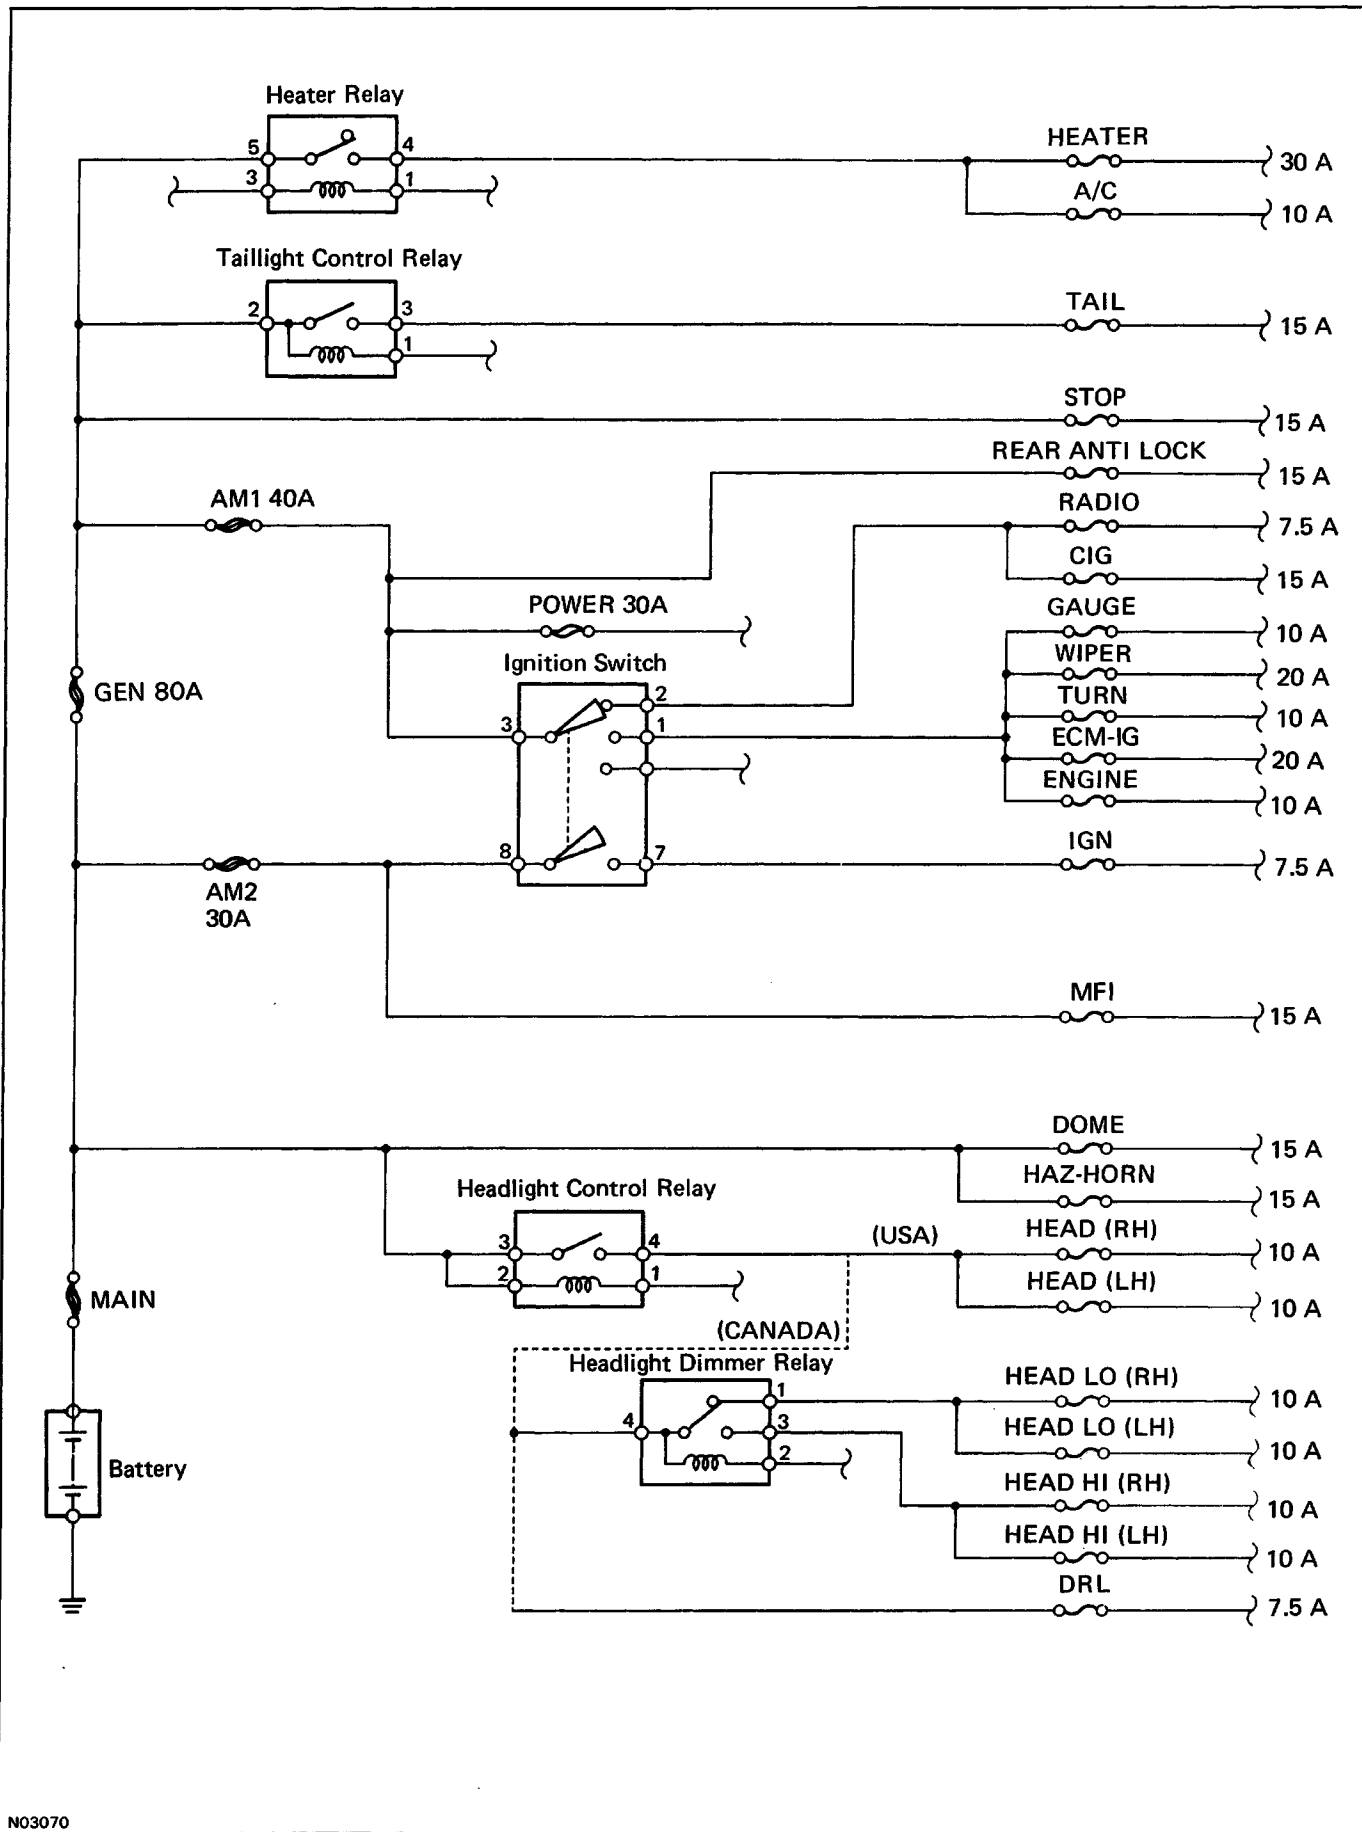 Heater Relay
5
4
3
1
HEATER
30 A
A/C
10 A
Taillight Control Relay
2
3
1
TAIL
15 A
STOP
15 A
REAR ANTI LOCK
15 A
AM1 40A
RADIO
7.5 A
CIG
15 A
POWER 30A
GAUGE
10 A
WIPER
20 A
TURN
10 A
ECM-IG
20 A
ENGINE
10 A
GEN 80A
Ignition Switch
3
2
1
8
7
AM2
30A
IGN
7.5 A
MFI
15 A
DOME
15 A
HAZ-HORN
15 A
Headlight Control Relay
3
4
2
1
(USA)
HEAD (RH)
10 A
HEAD (LH)
10 A
MAIN
(CANADA)
Headlight Dimmer Relay
4
1
3
2
HEAD LO (RH)
10 A
HEAD LO (LH)
10 A
HEAD HI (RH)
10 A
HEAD HI (LH)
10 A
DRL
7.5 A
Battery
N03070